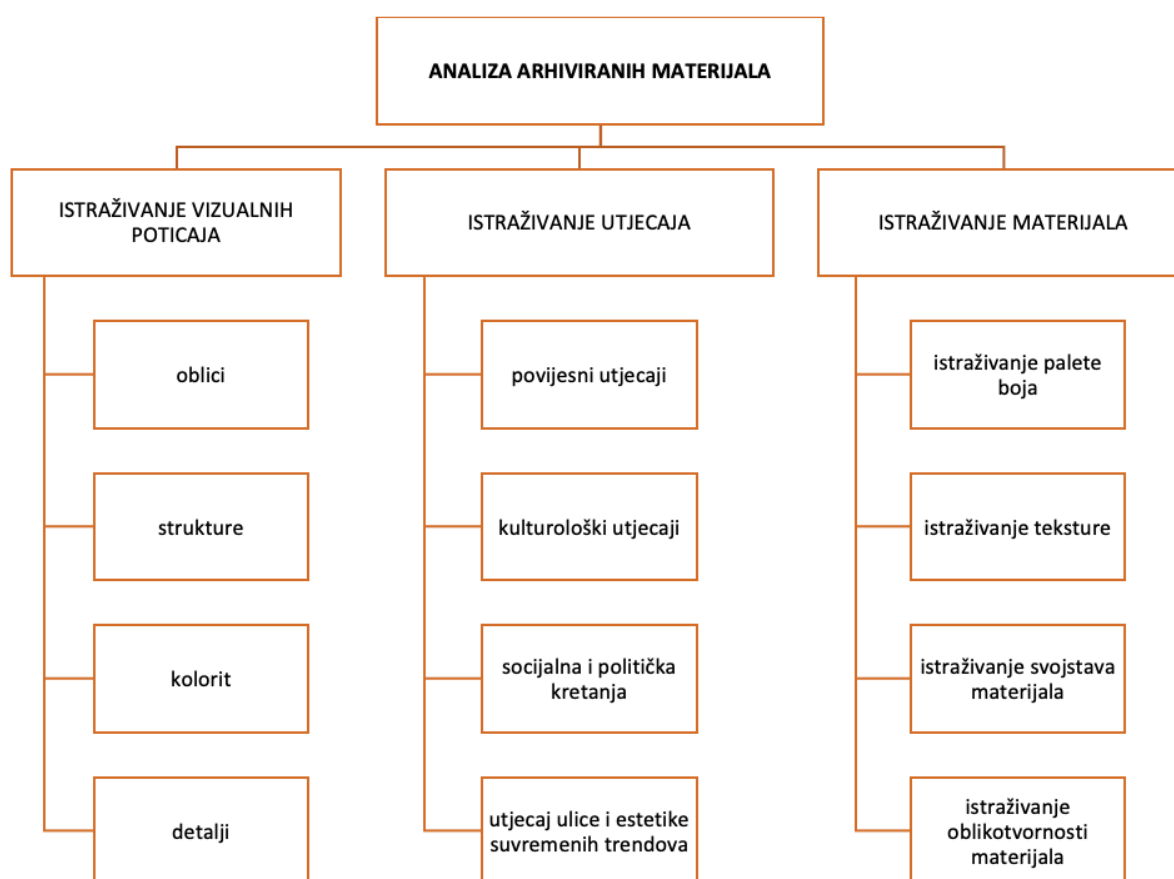 ANALIZA ARHIVIRANIH MATERIJALA
ISTRAŽIVANJE VIZUALNIH
POTICAJA
oblici
strukture
kolorit
detalji
ISTRAŽIVANJE UTJECAJA
povijesni utjecaji
kulturološki utjecaji
socijalna i politička
kretanja
utjecaj ulice i estetike
suvremenih trendova
ISTRAŽIVANJE MATERIJALA
istraživanje palete
boja
istraživanje teksture
istraživanje svojstava
materijala
istraživanje
oblikotvornosti
materijala